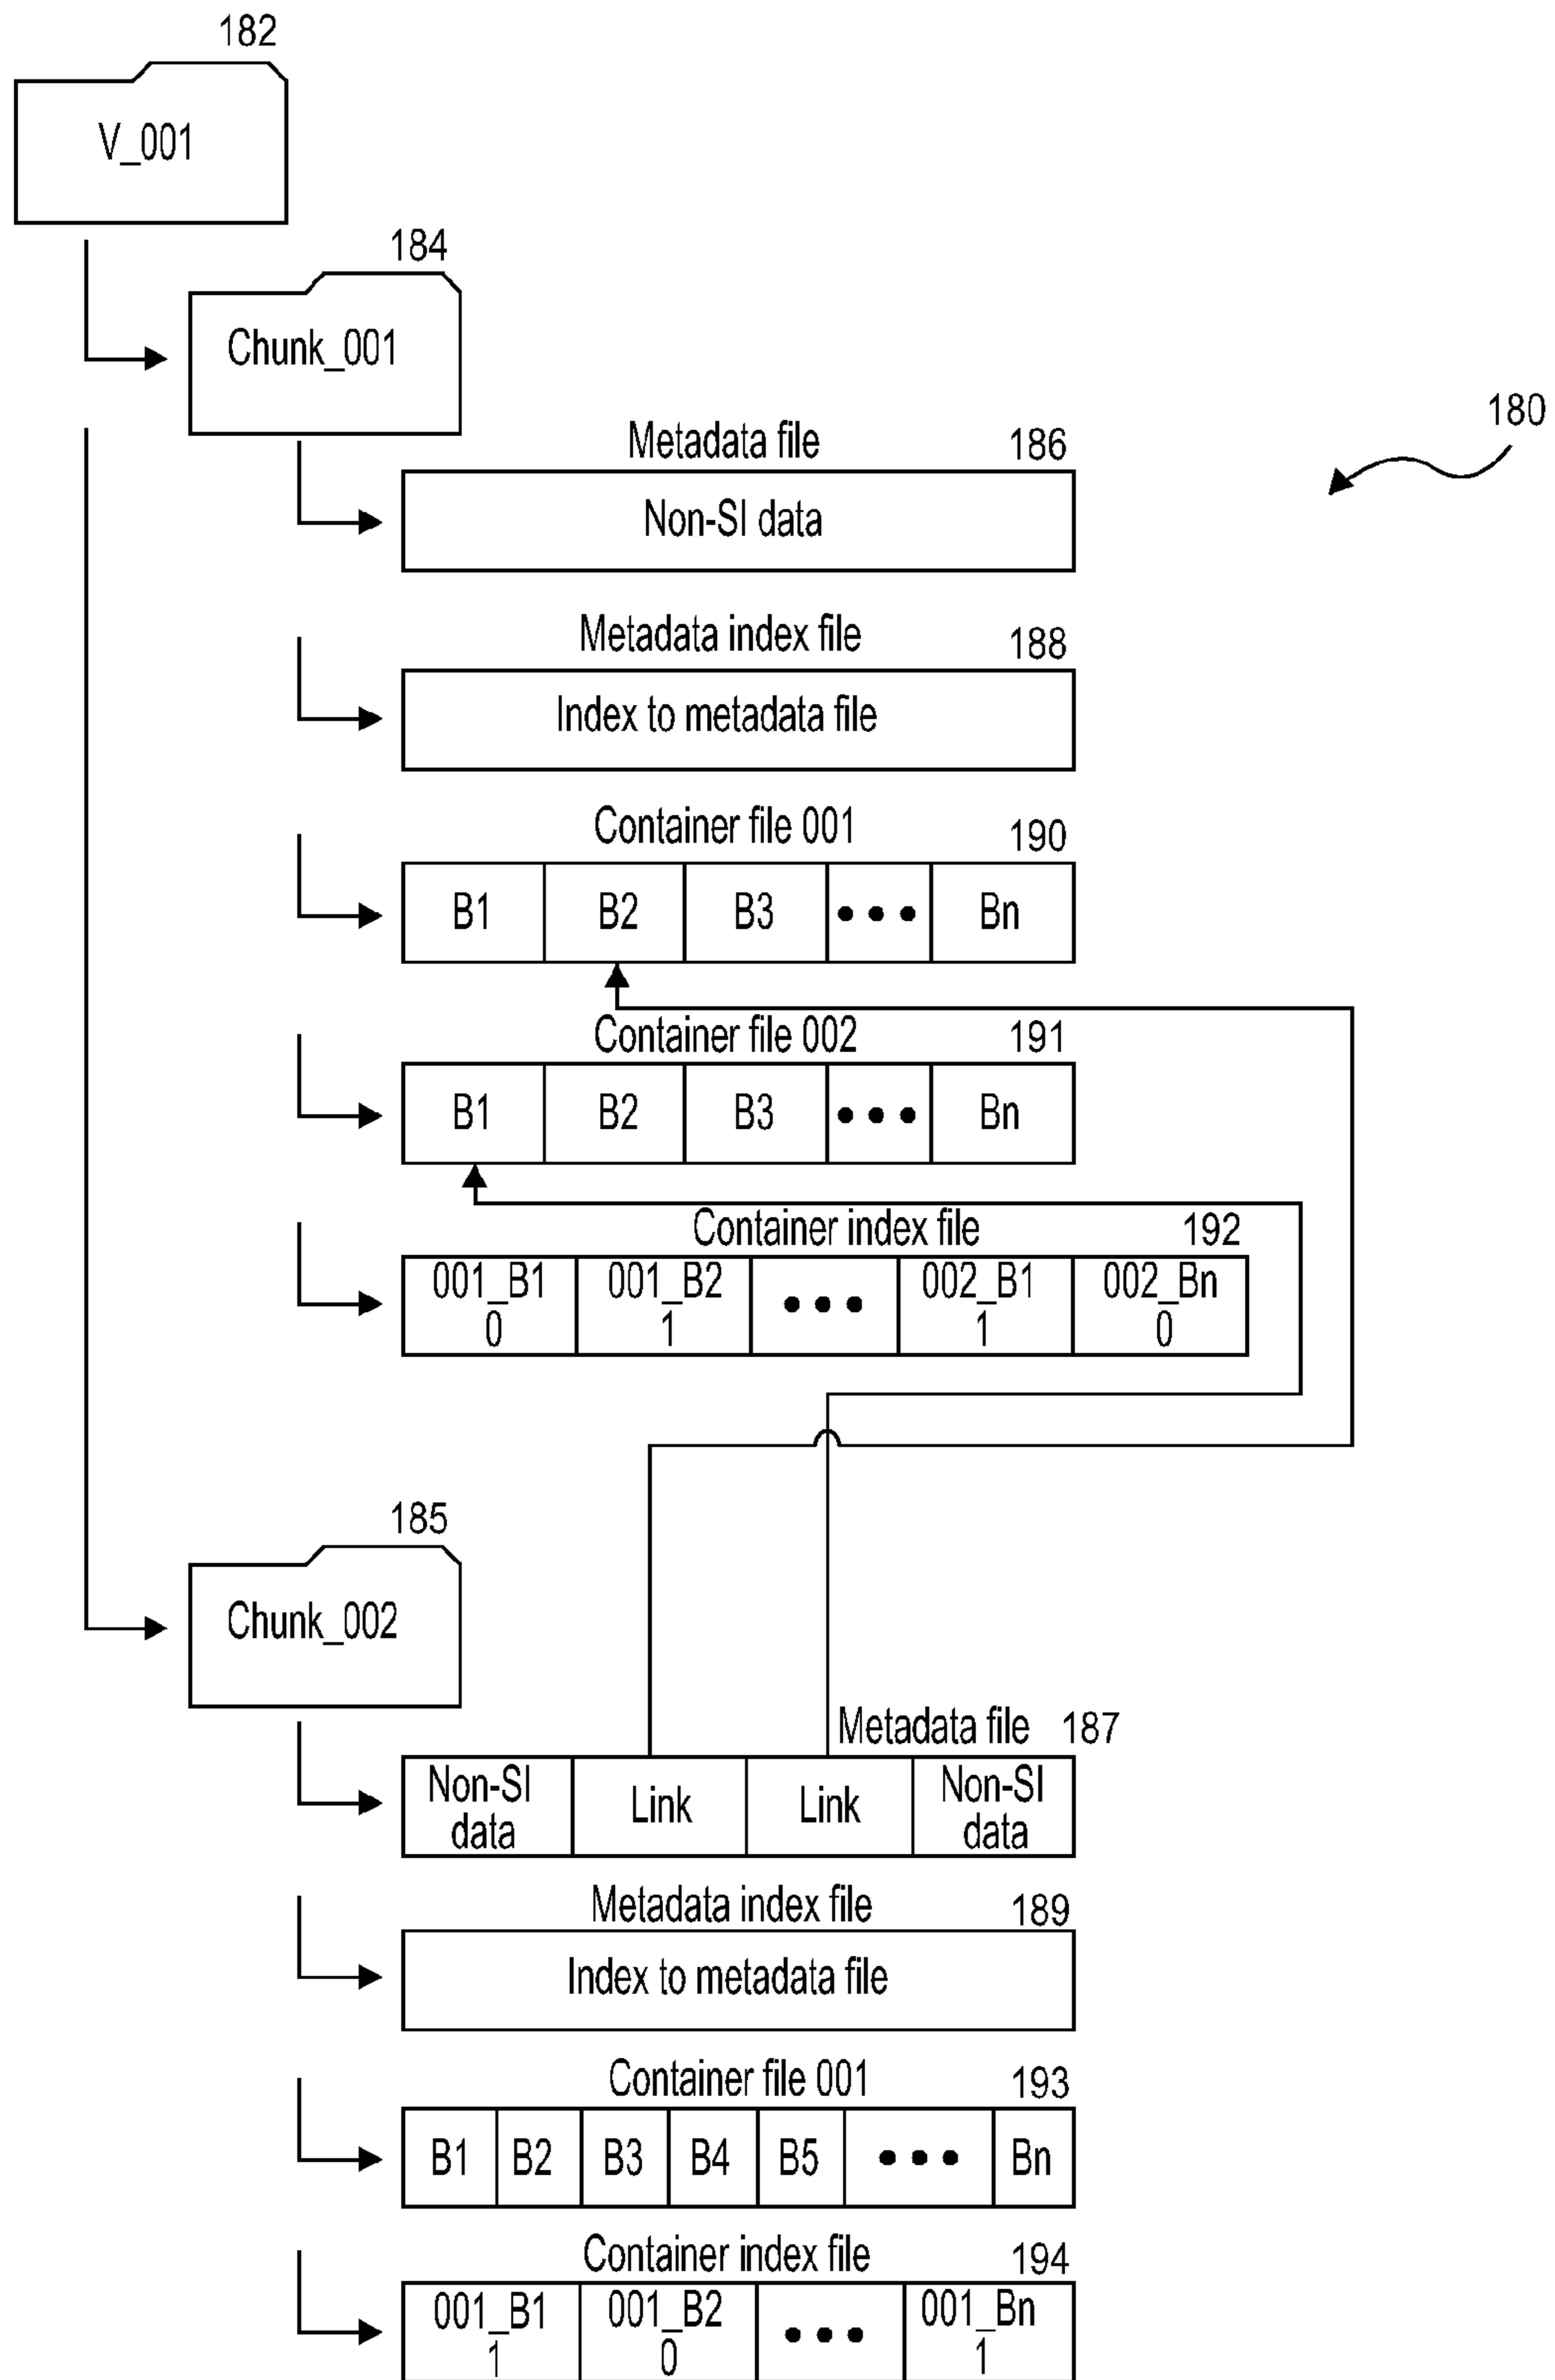 182
V_001
184
Chunk_001
180
Metadata file 186
Non-SI data
Metadata index file 188
Index to metadata file
Container file 001 190
B1 B2 B3 ••• Bn
Container file 002 191
B1 B2 B3 ••• Bn
Container index file 192
001_B1 001_B2 ••• 002_B1 002_Bn
0 1 1 0
185
Chunk_002
Metadata file 187
Non-SI Link Link Non-SI
data data
Metadata index file 189
Index to metadata file
Container file 001 193
B1 B2 B3 B4 B5 ••• Bn
Container index file 194
001_B1 001_B2 ••• 001_Bn
1 0 1